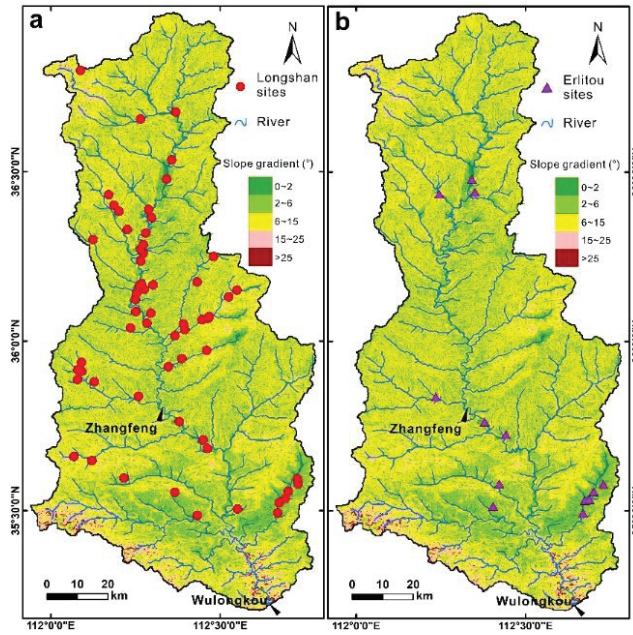 a
N
Longshan
sites
River
Slope gradient (°)
0~2
2~6
6~15
15~25
>25
36°30'0"N
36°0'0"N
35°30'0"N
Zhangfeng
Wulongkou
0 10 20
km
112°0'0"E
112°30'0"E
b
N
Erlitou
sites
River
Slope gradient (°)
0~2
2~6
6~15
15~25
>25
Zhangfeng
Wulongkou
0 10 20
km
112°30'0"E